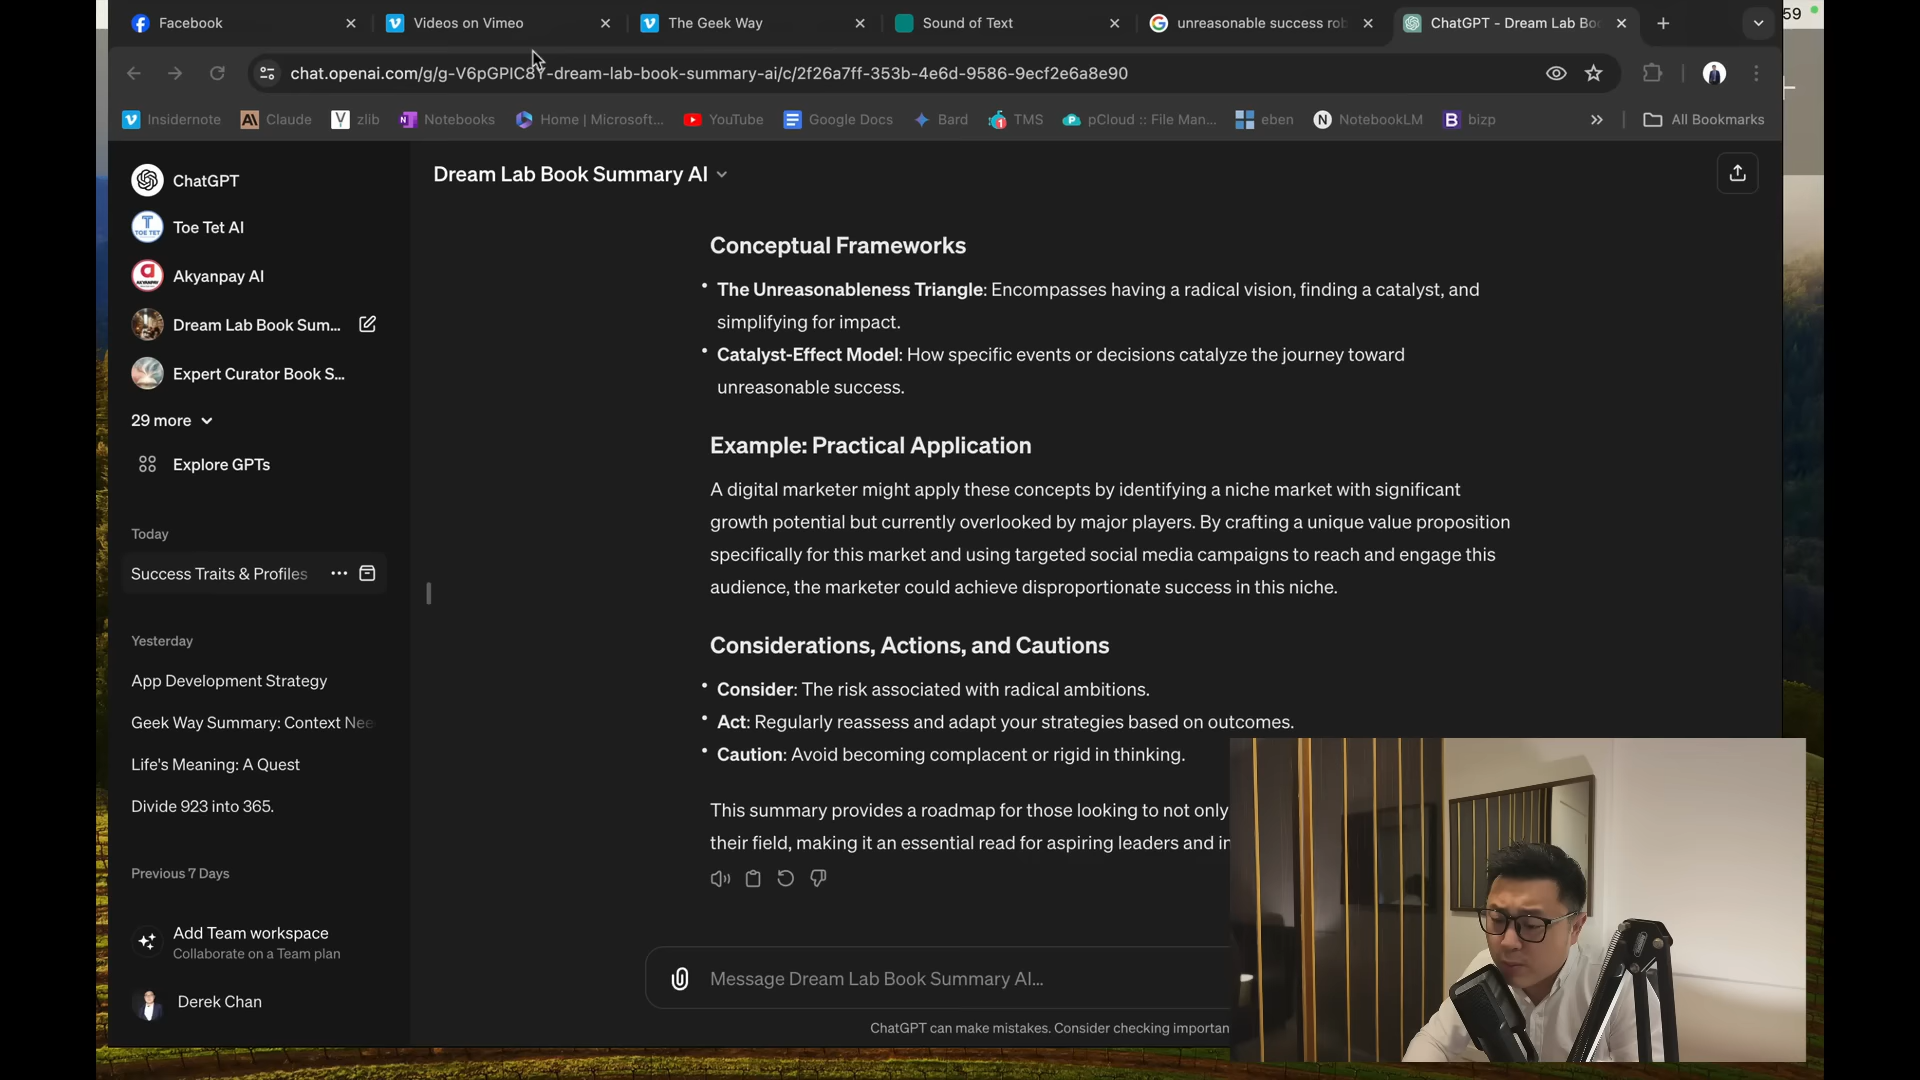 Facebook
Videos on Vimeo
The Geek Way
Sound of Text
unreasonable success rob
ChatGPT - Dream Lab Boo
59
chat.openai.com/g/g-V6pGPIC8Y-dream-lab-book-summary-ai/c/2f26a7ff-353b-4e6d-9586-9ecf2e6a8e90
Insidernote
Claude
zlib
Notebooks
Home | Microsoft...
YouTube
Google Docs
Bard
TMS
pCloud :: File Man...
eben
NotebookLM
bizp
All Bookmarks
ChatGPT
Toe Tet AI
Akyanpay AI
Dream Lab Book Sum...
Expert Curator Book S...
29 more
Explore GPTs
Today
Success Traits & Profiles
Yesterday
App Development Strategy
Geek Way Summary: Context Nee
Life's Meaning: A Quest
Divide 923 into 365.
Previous 7 Days
Add Team workspace
Collaborate on a Team plan
Derek Chan
Dream Lab Book Summary AI
Conceptual Frameworks
• The Unreasonableness Triangle: Encompasses having a radical vision, finding a catalyst, and
simplifying for impact.
• Catalyst-Effect Model: How specific events or decisions catalyze the journey toward
unreasonable success.
Example: Practical Application
A digital marketer might apply these concepts by identifying a niche market with significant
growth potential but currently overlooked by major players. By crafting a unique value proposition
specifically for this market and using targeted social media campaigns to reach and engage this
audience, the marketer could achieve disproportionate success in this niche.
Considerations, Actions, and Cautions
• Consider: The risk associated with radical ambitions.
• Act: Regularly reassess and adapt your strategies based on outcomes.
• Caution: Avoid becoming complacent or rigid in thinking.
This summary provides a roadmap for those looking to not only
their field, making it an essential read for aspiring leaders and in
Message Dream Lab Book Summary AI...
ChatGPT can make mistakes. Consider checking importan